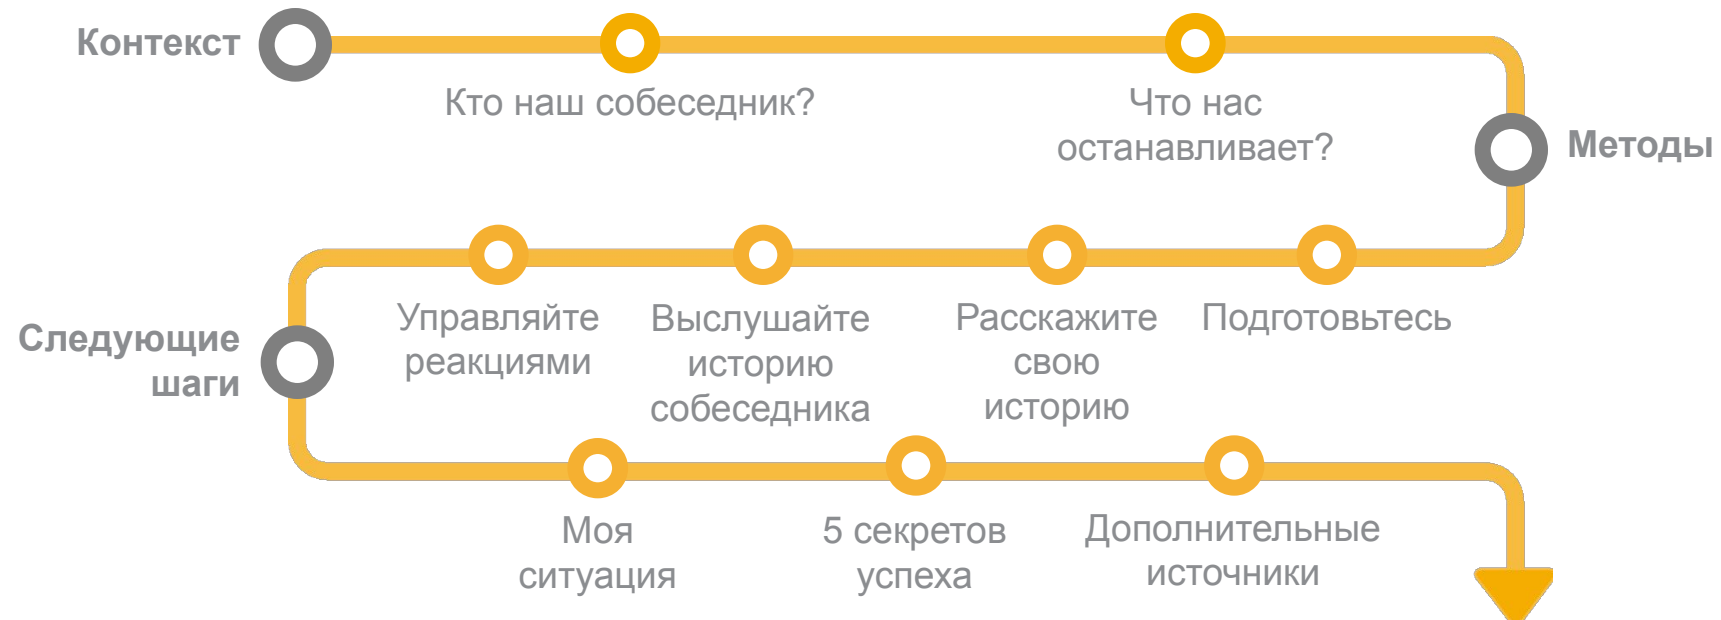 Контекст
Кто наш собеседник?
Что нас
останавливает?
Методы
Управляйте
реакциями
Выслушайте
историю
собеседника
Расскажите
свою
историю
Подготовьтесь
Следующие
шаги
Моя
ситуация
5 секретов
успеха
Дополнительные
источники